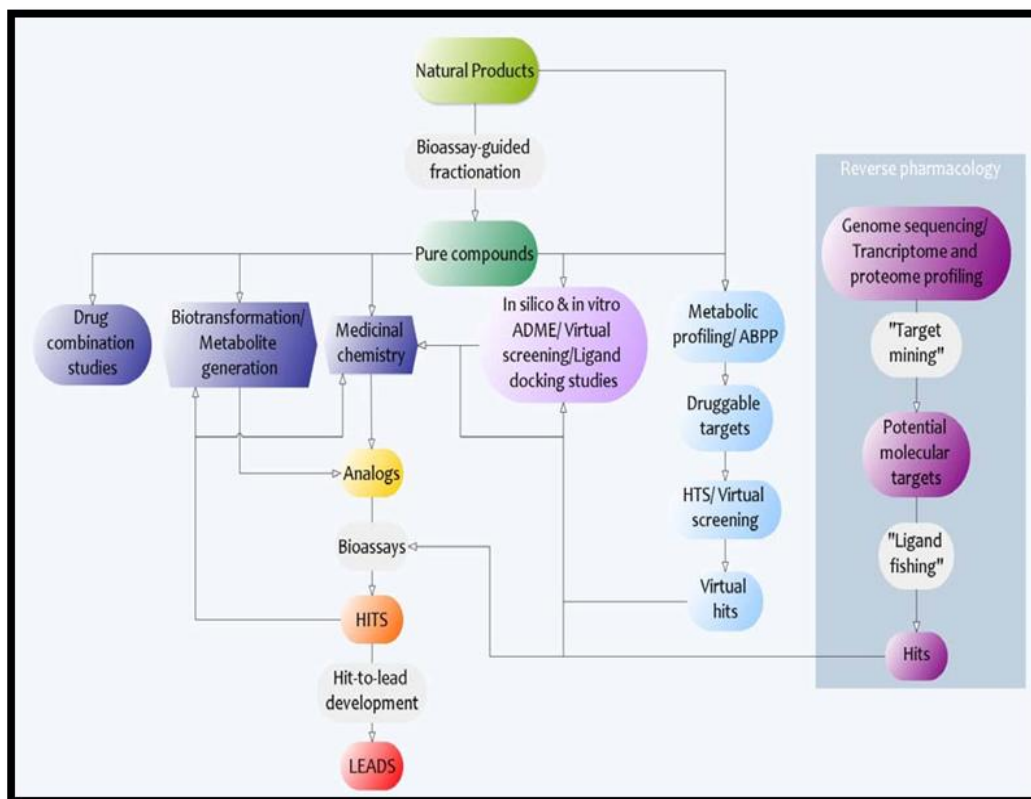 Natural Products
Bioassay-guided
fractionation
Pure compounds
Drug
combination
studies
Biotransformation/
Metabolite
generation
Medicinal
chemistry
In silico & in vitro
ADME/ Virtual
screening/Ligand
docking studies
Metabolic
profiling/ ABPP
Druggable
targets
HTS/ Virtual
screening
Virtual
hits
Analogs
Bioassays
HITS
Hit-to-lead
development
LEADS
Reverse pharmacology
Genome sequencing/
Trancriptome and
proteome profiling
"Target
mining"
Potential
molecular
targets
"Ligand
fishing"
Hits